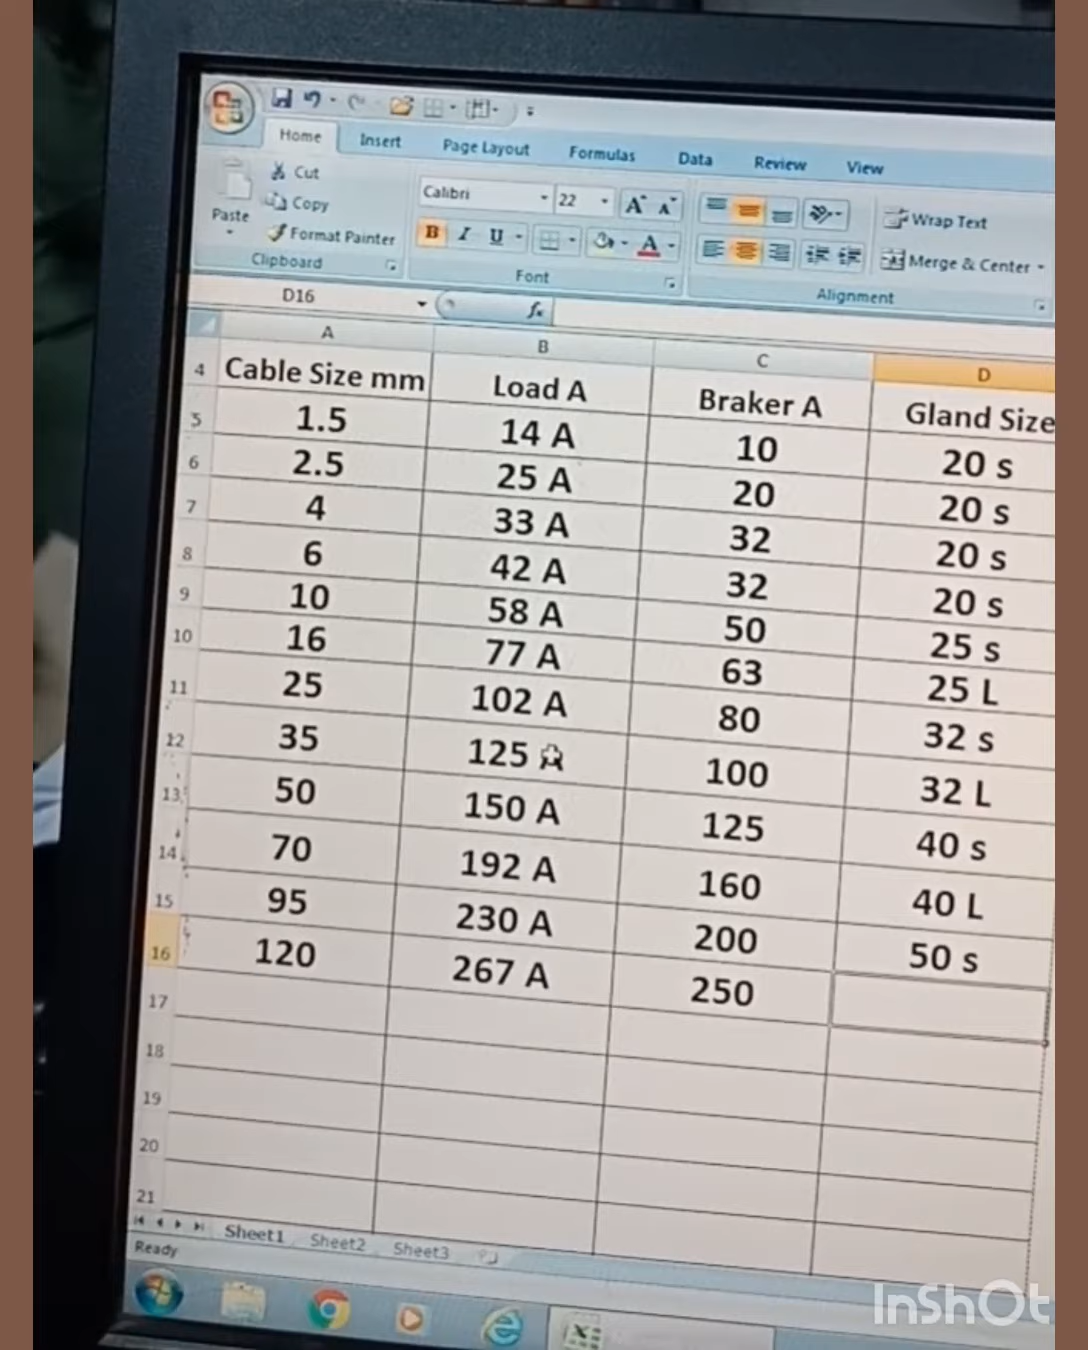 Home Insert Page Layout Formulas Data Review View
Cut
Copy
Paste
Format Painter
Clipboard
Calibri 22 A A
B I U A
Font
Wrap Text
Merge & Center
Alignment
D16 fx
A B C D
4 Cable Size mm Load A Braker A Gland Size
5 1.5 14 A 10 20 s
6 2.5 25 A 20 20 s
7 4 33 A 32 20 s
8 6 42 A 32 20 s
9 10 58 A 50 25 s
10 16 77 A 63 25 L
11 25 102 A 80 32 s
12 35 125 A 100 32 L
13 50 150 A 125 40 s
14 70 192 A 160 40 L
15 95 230 A 200 50 s
16 120 267 A 250
17
18
19
20
21
Sheet1 Sheet2 Sheet3
Ready
InShOt